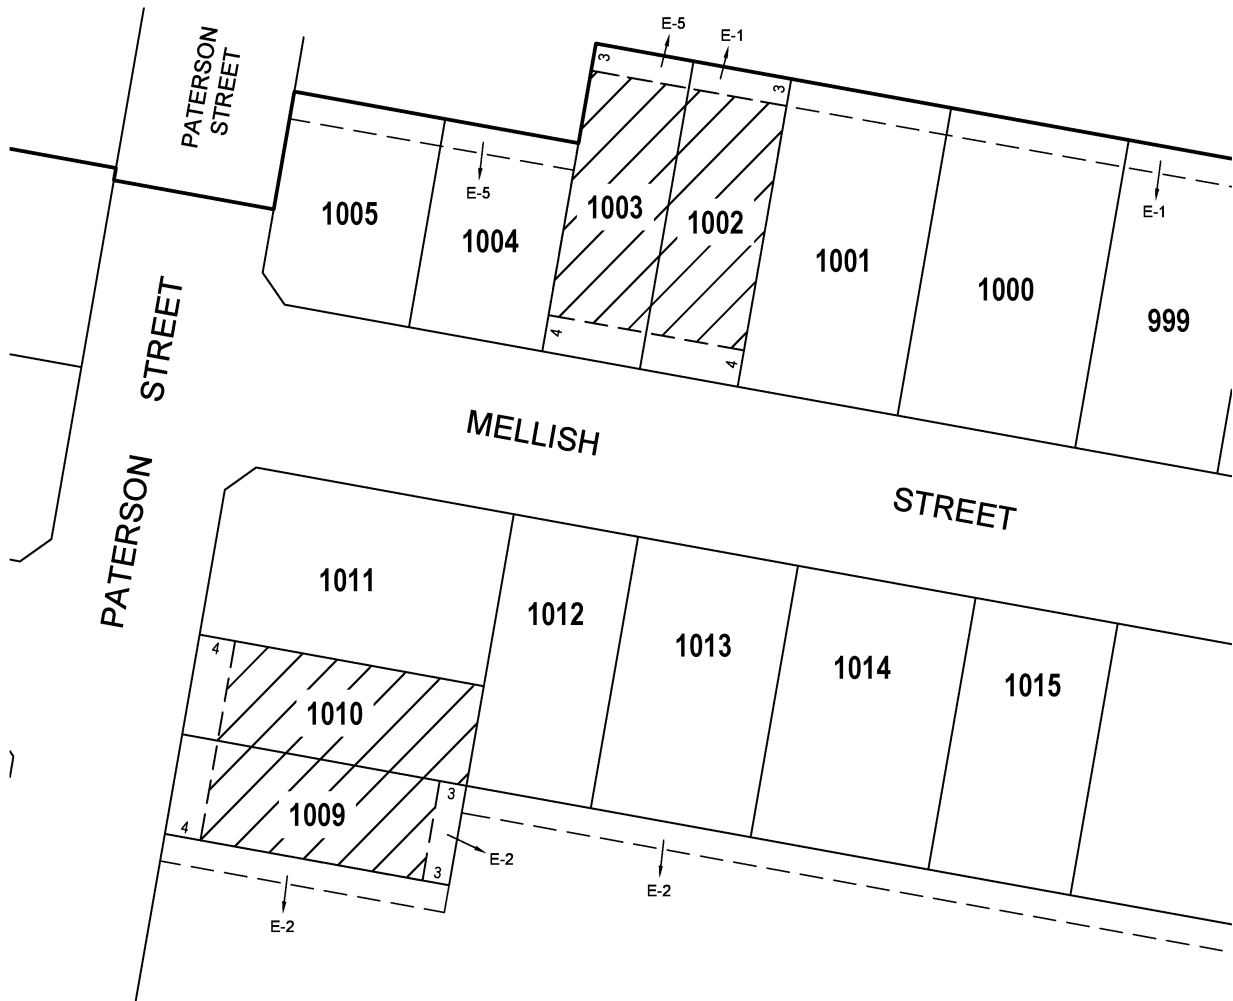 E-5
E-1
PATERSON
STREET
3
3
E-5
E-1
1005
1004
1003
1002
1001
1000
999
4
4
PATERSON STREET
MELLISH STREET
1011
1012
1013
1014
1015
4
1010
1009
4
3
3
E-2
E-2
E-2